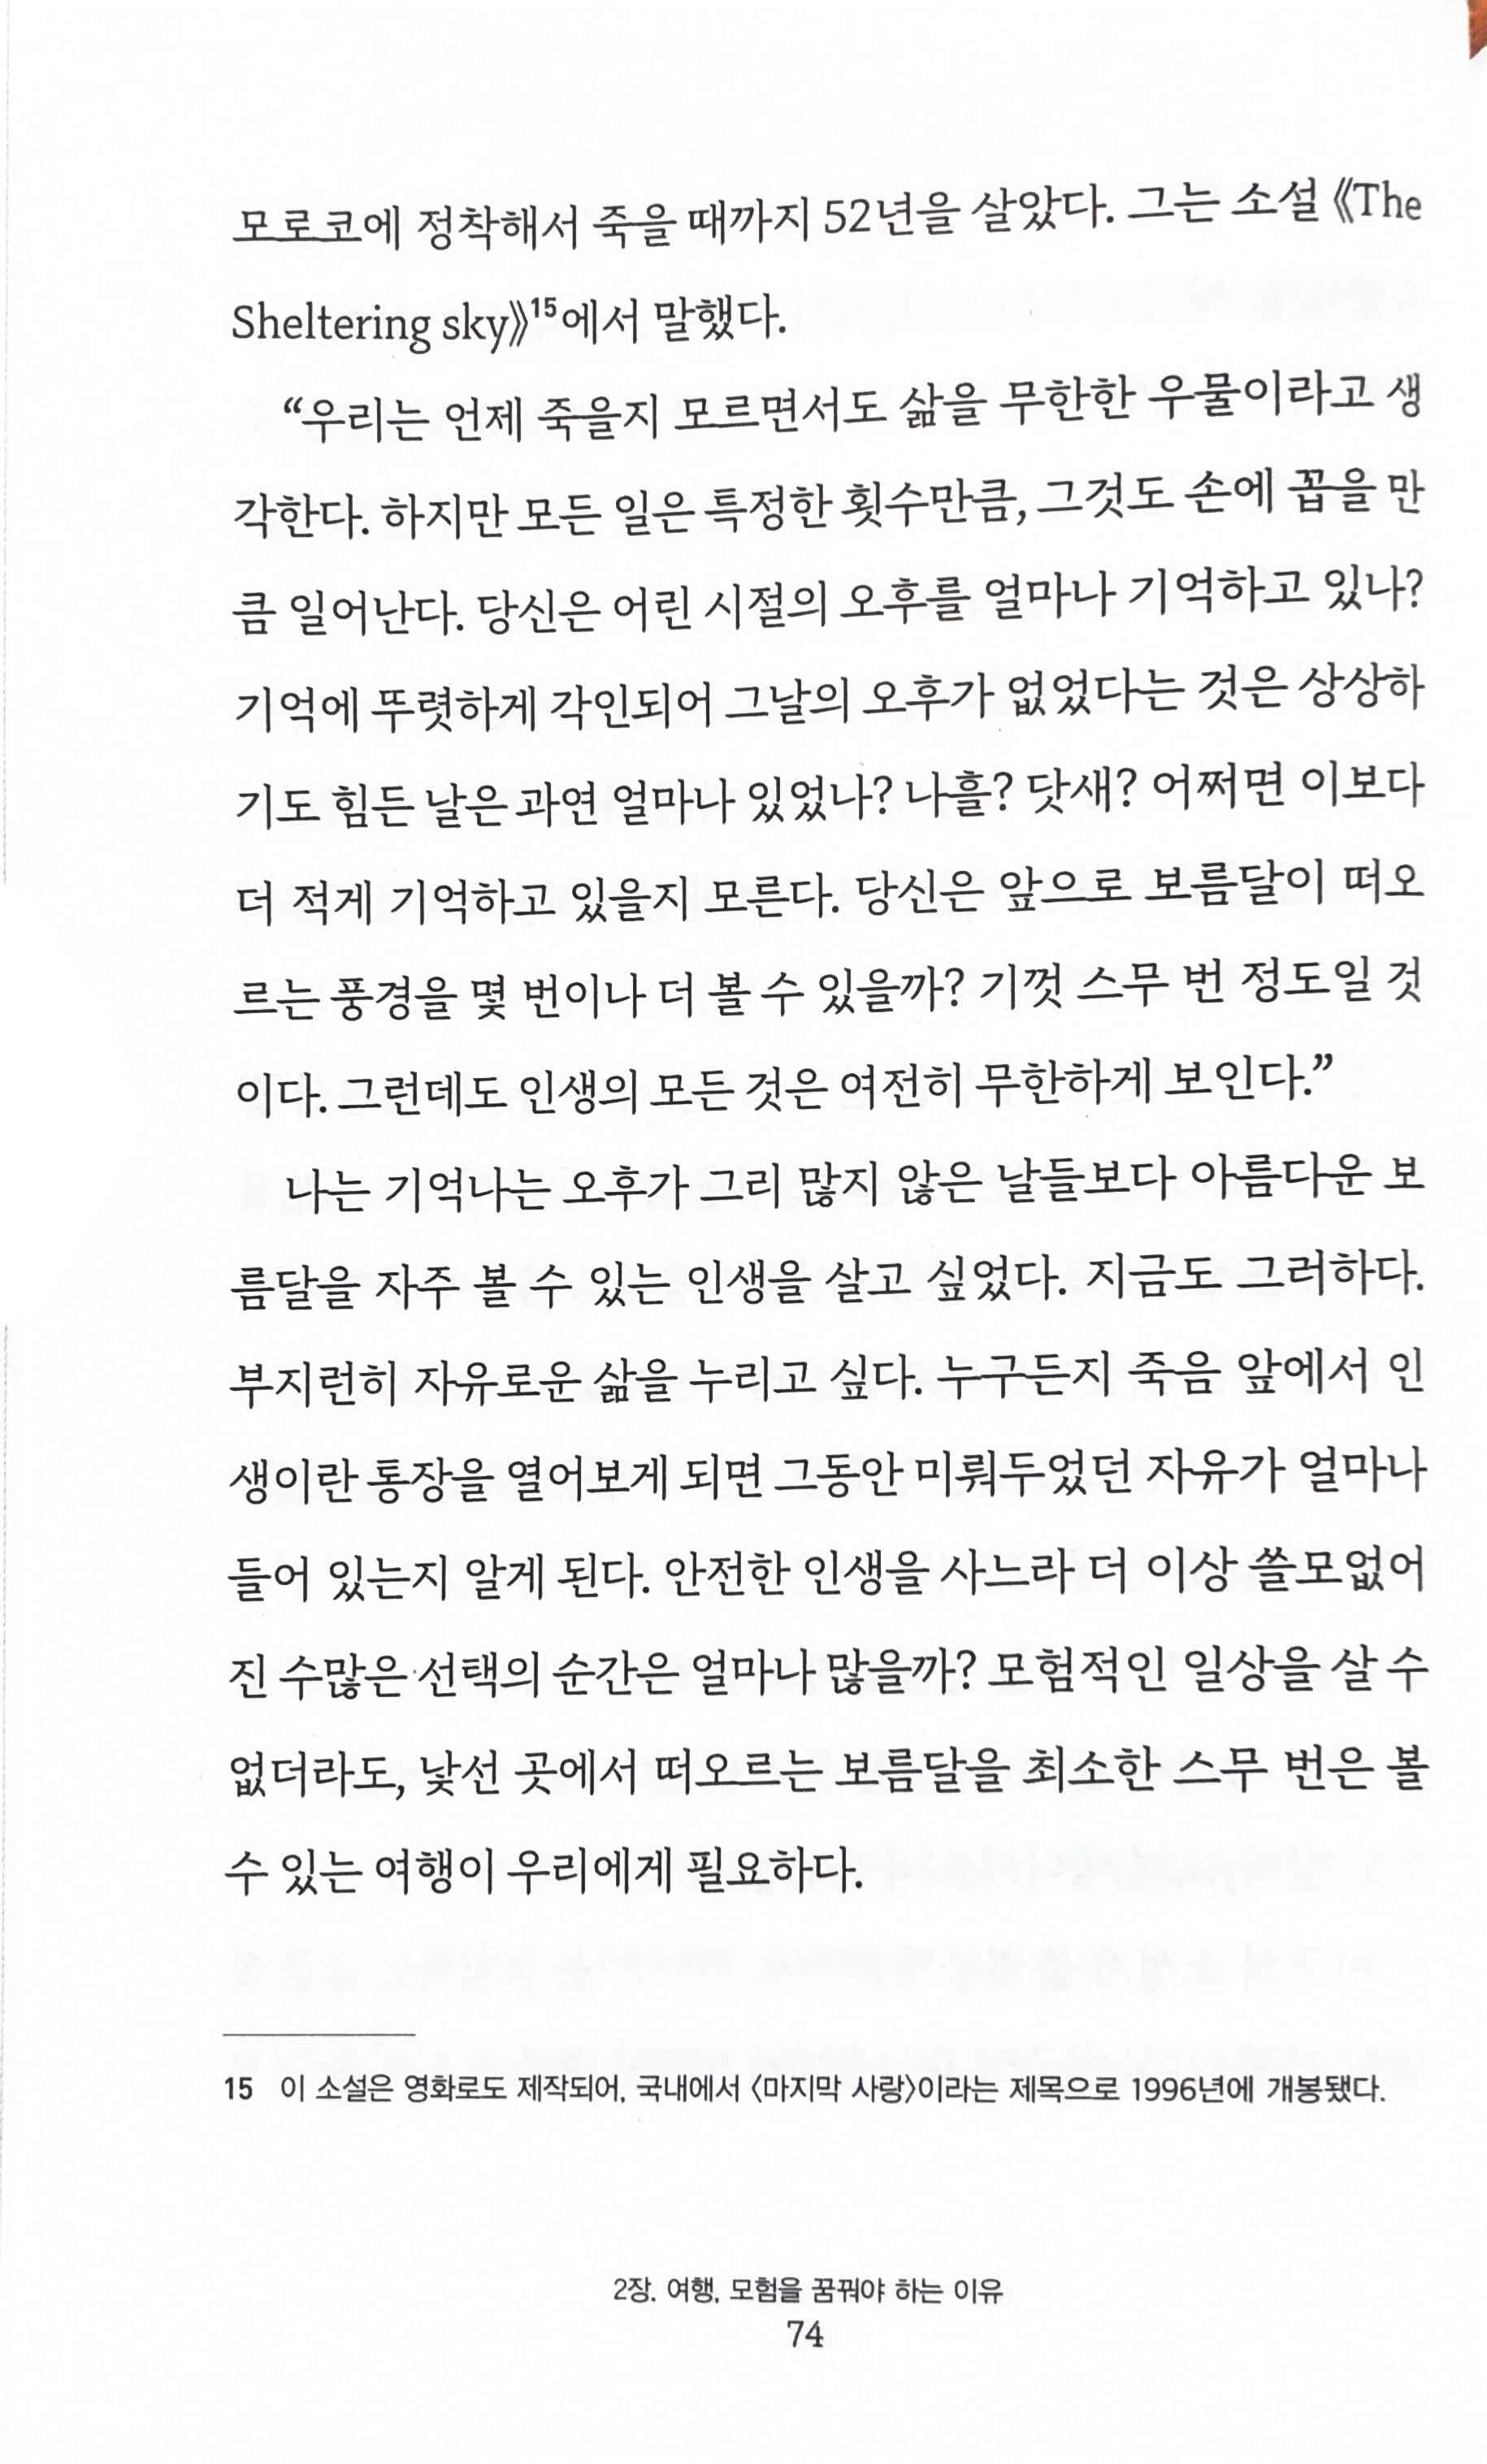 모로코에 정착해서 죽을 때까지 52년을 살았다. 그는 소설 《The
Sheltering sky》15에서 말했다.
“우리는 언제 죽을지 모르면서도 삶을 무한한 우물이라고 생
각한다. 하지만 모든 일은 특정한 횟수만큼, 그것도 손에 꼽을 만
큼 일어난다. 당신은 어린 시절의 오후를 얼마나 기억하고 있나?
기억에 뚜렷하게 각인되어 그날의 오후가 없었다는 것은 상상하
기도 힘든 날은 과연 얼마나 있었나? 나흘? 닷새? 어쩌면 이보다
더 적게 기억하고 있을지 모른다. 당신은 앞으로 보름달이 떠오
르는 풍경을 몇 번이나 더 볼 수 있을까? 기껏 스무 번 정도일 것
이다. 그런데도 인생의 모든 것은 여전히 무한하게 보인다.”
나는 기억나는 오후가 그리 많지 않은 날들보다 아름다운 보
름달을 자주 볼 수 있는 인생을 살고 싶었다. 지금도 그러하다.
부지런히 자유로운 삶을 누리고 싶다. 누구든지 죽음 앞에서 인
생이란 통장을 열어보게 되면 그동안 미뤄두었던 자유가 얼마나
들어 있는지 알게 된다. 안전한 인생을 사느라 더 이상 쓸모없어
진 수많은 선택의 순간은 얼마나 많을까? 모험적인 일상을 살 수
없더라도, 낯선 곳에서 떠오르는 보름달을 최소한 스무 번은 볼
수 있는 여행이 우리에게 필요하다.
15 이 소설은 영화로도 제작되어, 국내에서 〈마지막 사랑〉이라는 제목으로 1996년에 개봉됐다.
2장. 여행, 모험을 꿈꿔야 하는 이유
74